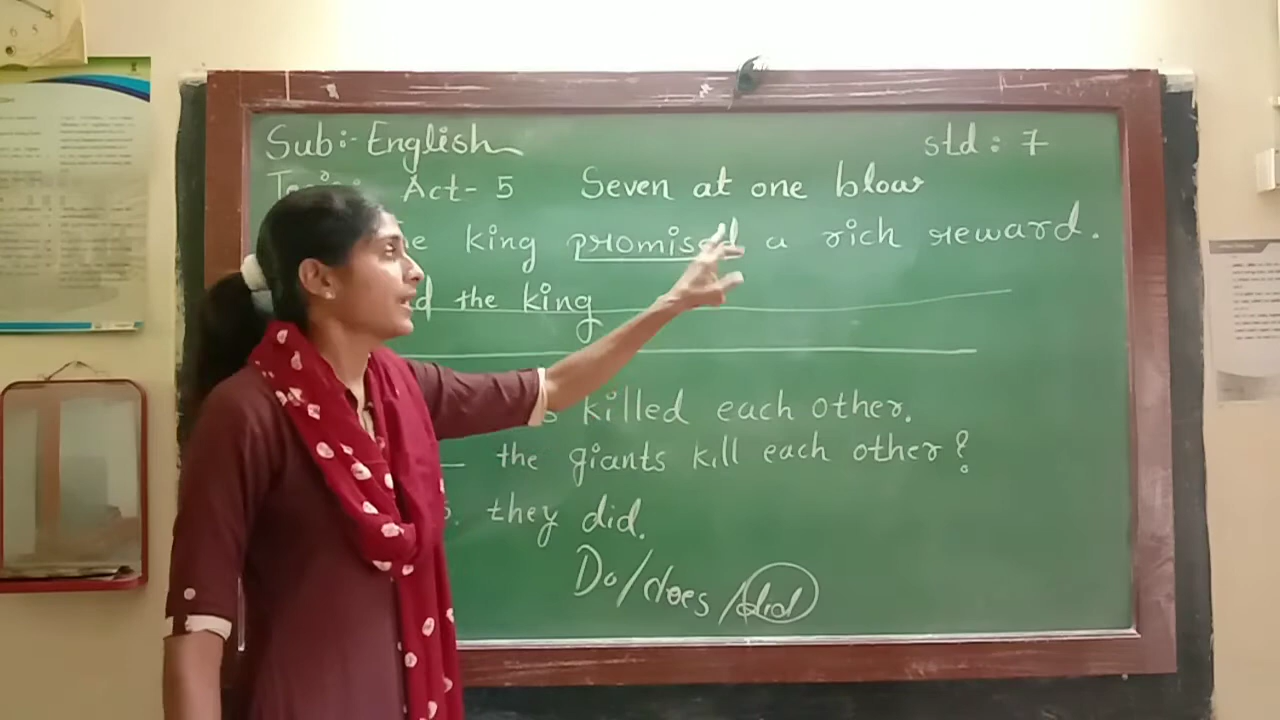 Sub:- English
std : 7
Act- 5 Seven at one blow
king promised a rich reward.
the king
killed each other.
the giants kill each other?
they did.
Do/does/did